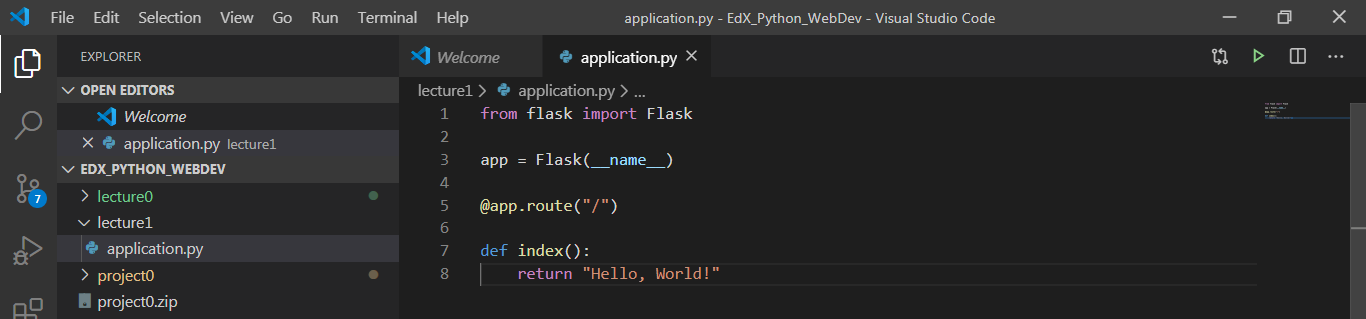 File Edit Selection View Go Run Terminal Help application.py - EdX_Python_WebDev - Visual Studio Code
EXPLORER
OPEN EDITORS
Welcome
application.py lecture1
EDX_PYTHON_WEBDEV
lecture0
lecture1
application.py
project0
project0.zip
7
Welcome application.py
lecture1 > application.py > ...
1 from flask import Flask
2
3 app = Flask(__name__)
4
5 @app.route("/")
6
7 def index():
8 return "Hello, World!"